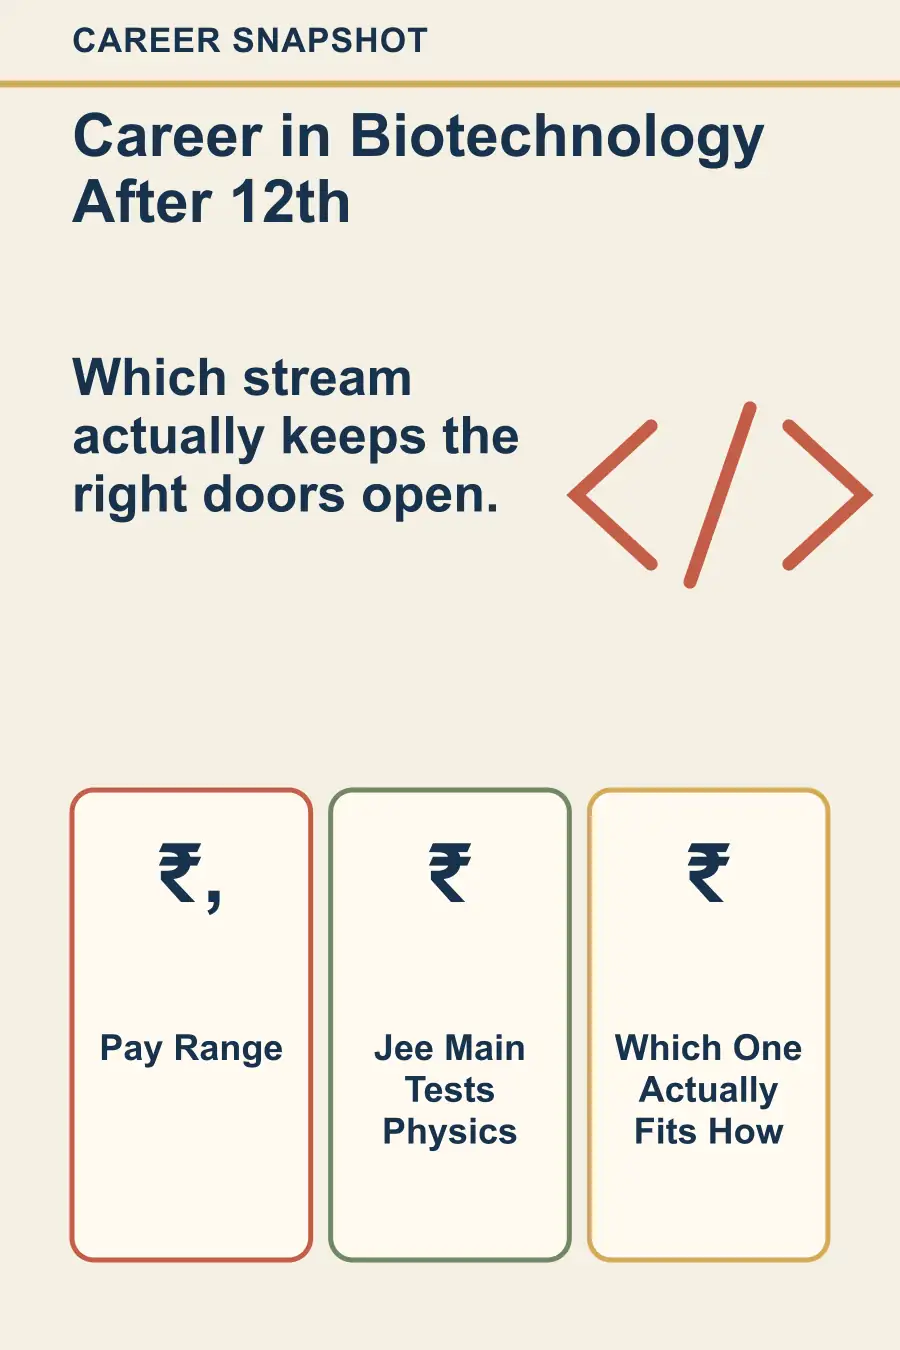 CAREER SNAPSHOT
Career in Biotechnology
After 12th
Which stream
actually keeps the
right doors open.
</>
₹,
Pay Range
₹
Jee Main
Tests
Physics
₹
Which One
Actually
Fits How